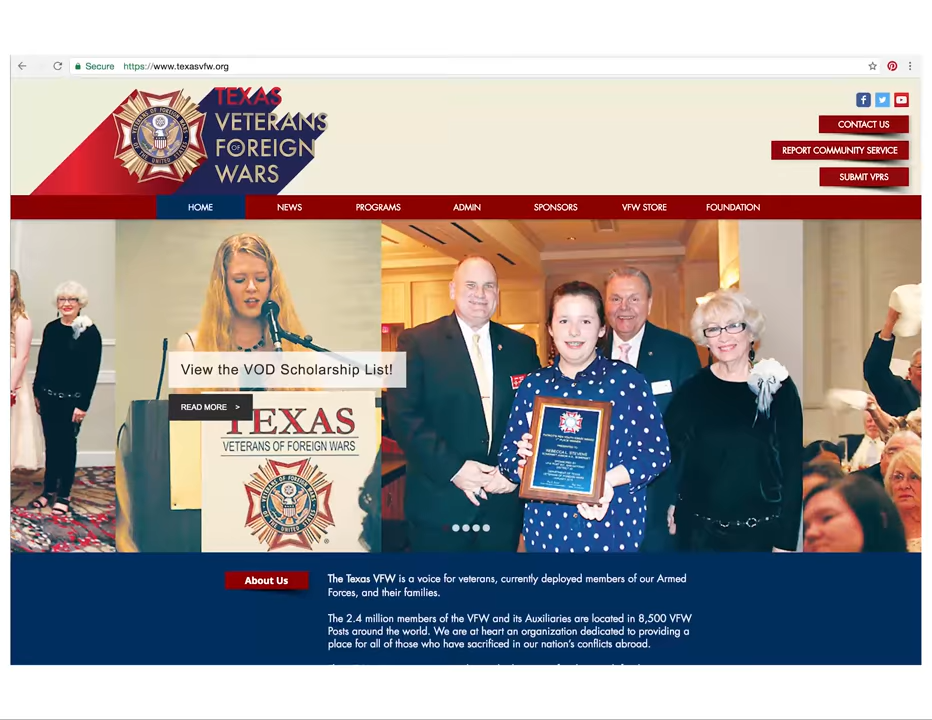 Secure https://www.texasvfw.org
TEXAS
VETERANS
OF
FOREIGN
WARS
CONTACT US
REPORT COMMUNITY SERVICE
SUBMIT VPRS
HOME NEWS PROGRAMS ADMIN SPONSORS VFW STORE FOUNDATION
View the VOD Scholarship List!
READ MORE >
TEXAS
VETERANS OF FOREIGN WARS
REBECCA L STEVENS
About Us
The Texas VFW is a voice for veterans, currently deployed members of our Armed
Forces, and their families.
The 2.4 million members of the VFW and its Auxiliaries are located in 8,500 VFW
Posts around the world. We are at heart an organization dedicated to providing a
place for all of those who have sacrificed in our nation's conflicts abroad.